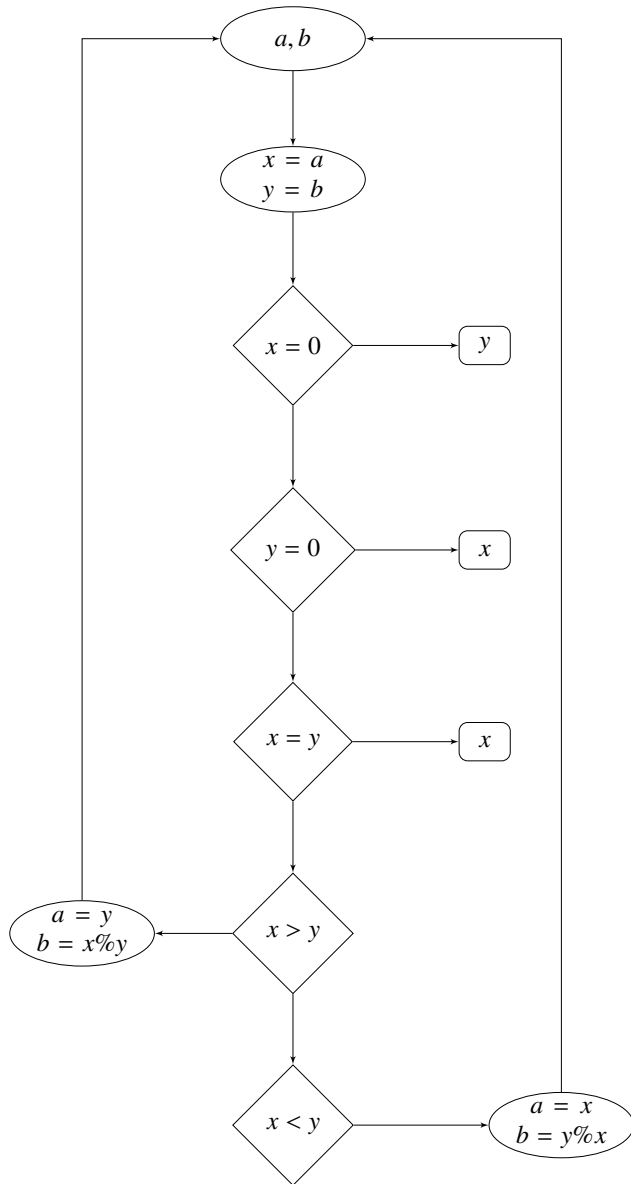 a, b
x = a
y = b
x = 0
y
y = 0
x
x = y
x
a = y
b = x%y
x > y
x < y
a = x
b = y%x